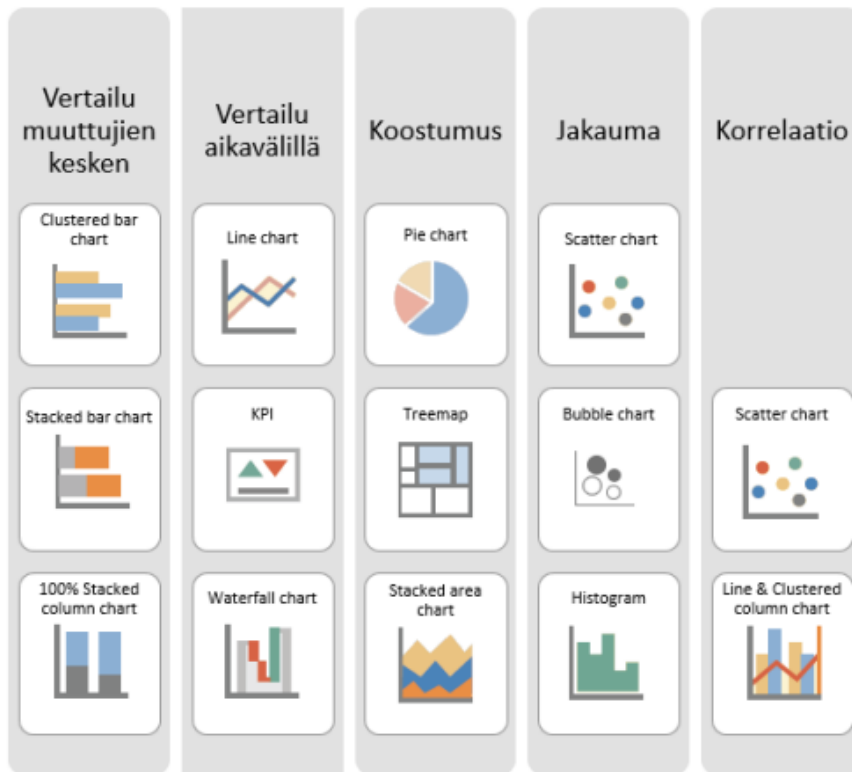 Vertailu
muuttujien
kesken
Vertailu
aikavälillä
Koostumus
Jakauma
Korrelaatio
Clustered bar
chart
Line chart
Pie chart
Scatter chart
Stacked bar chart
KPI
Treemap
Bubble chart
Scatter chart
100% Stacked
column chart
Waterfall chart
Stacked area
chart
Histogram
Line & Clustered
column chart